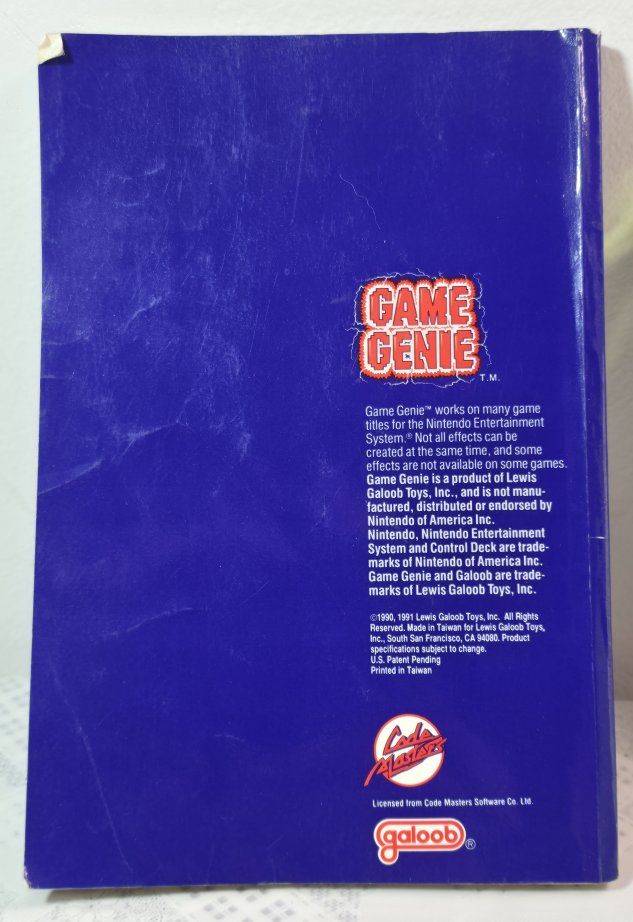 GAME
GENIE
T.M.
Game Genie™ works on many game
titles for the Nintendo Entertainment
System.® Not all effects can be
created at the same time, and some
effects are not available on some games.
Game Genie is a product of Lewis
Galoob Toys, Inc., and is not manu-
factured, distributed or endorsed by
Nintendo of America Inc.
Nintendo, Nintendo Entertainment
System and Control Deck are trade-
marks of Nintendo of America Inc.
Game Genie and Galoob are trade-
marks of Lewis Galoob Toys, Inc.
©1990, 1991 Lewis Galoob Toys, Inc. All Rights
Reserved. Made in Taiwan for Lewis Galoob Toys,
Inc., South San Francisco, CA 94080. Product
specifications subject to change.
U.S. Patent Pending
Printed in Taiwan
Code
Masters
Licensed from Code Masters Software Co. Ltd.
galoob®